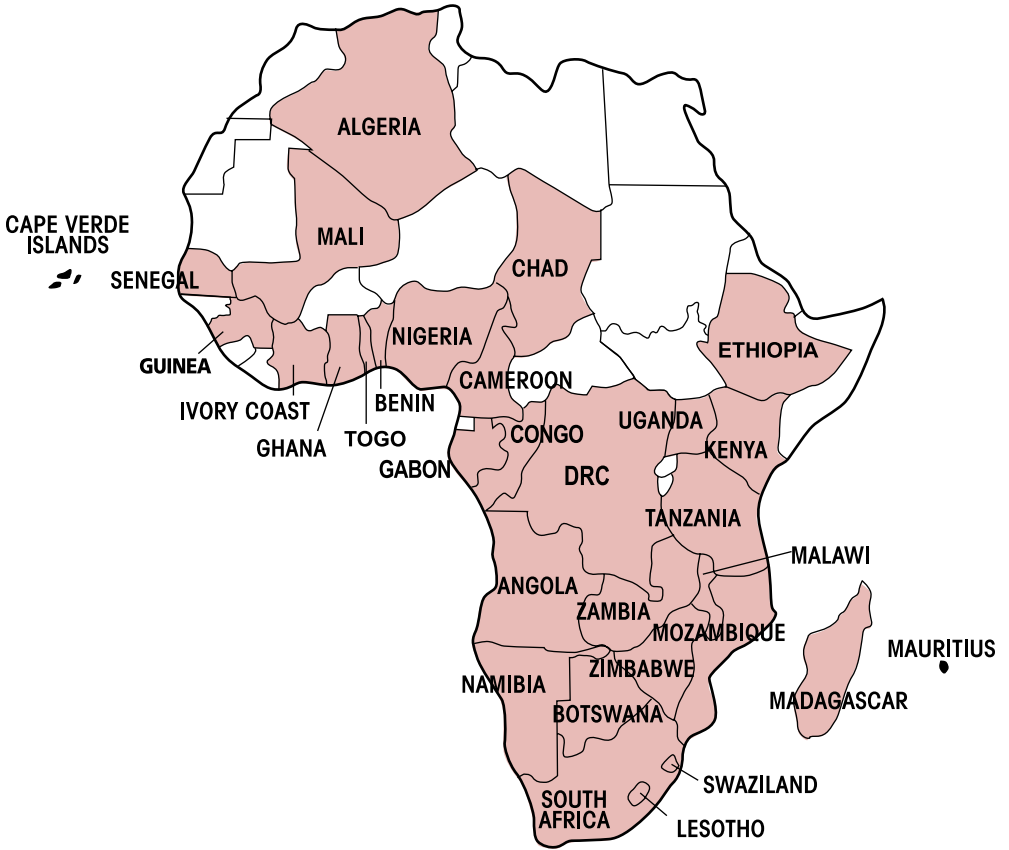 ALGERIA
CAPE VERDE
ISLANDS
MALI
SENEGAL
CHAD
NIGERIA
ETHIOPIA
GUINEA
CAMEROON
BENIN
IVORY COAST
UGANDA
CONGO
TOGO
GHANA
KENYA
GABON
DRC
TANZANIA
MALAWI
ANGOLA
ZAMBIA
MOZAMBIQUE
MAURITIUS
ZIMBABWE
NAMIBIA
MADAGASCAR
BOTSWANA
SWAZILAND
SOUTH
AFRICA
LESOTHO